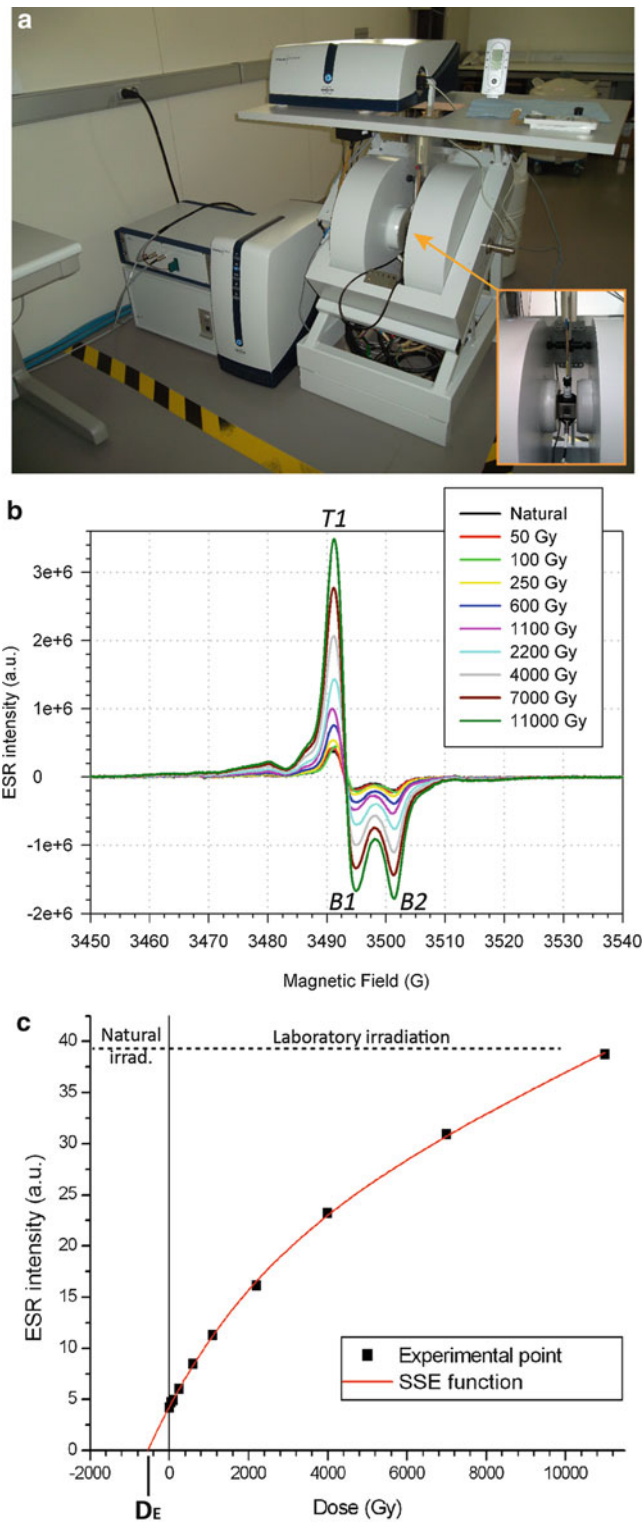 a
b
T1
Natural
50 Gy
100 Gy
250 Gy
600 Gy
1100 Gy
2200 Gy
4000 Gy
7000 Gy
11000 Gy
3e+6
2e+6
1e+6
0
-1e+6
-2e+6
ESR intensity (a.u.)
B1
B2
3450 3460 3470 3480 3490 3500 3510 3520 3530 3540
Magnetic Field (G)
c
Natural
irrad.
Laboratory irradiation
40
35
30
25
20
15
10
5
0
ESR intensity (a.u.)
Experimental point
SSE function
-2000 0 2000 4000 6000 8000 10000
DE
Dose (Gy)